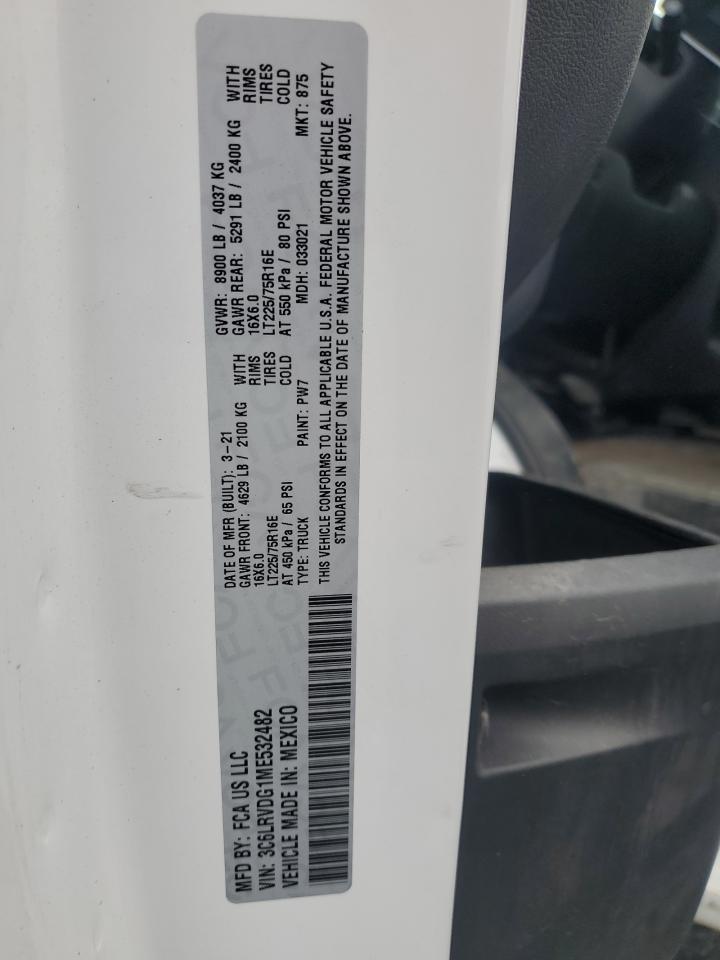 MFD BY: FCA US LLC
VIN: 3C6LRVDG1ME532482
VEHICLE MADE IN: MEXICO
DATE OF MFR (BUILT): 3-21
GAWR FRONT: 4629 LB / 2100 KG WITH
16X6.0 RIMS
LT225/75R16E TIRES
AT 450 kPa / 65 PSI COLD
TYPE: TRUCK PAINT: PW7
GVWR: 8900 LB / 4037 KG
GAWR REAR: 5291 LB / 2400 KG WITH
16X6.0 RIMS
LT225/75R16E TIRES
AT 550 kPa / 80 PSI COLD
MDH: 033021 MKT: 875
THIS VEHICLE CONFORMS TO ALL APPLICABLE U.S.A. FEDERAL MOTOR VEHICLE SAFETY
STANDARDS IN EFFECT ON THE DATE OF MANUFACTURE SHOWN ABOVE.